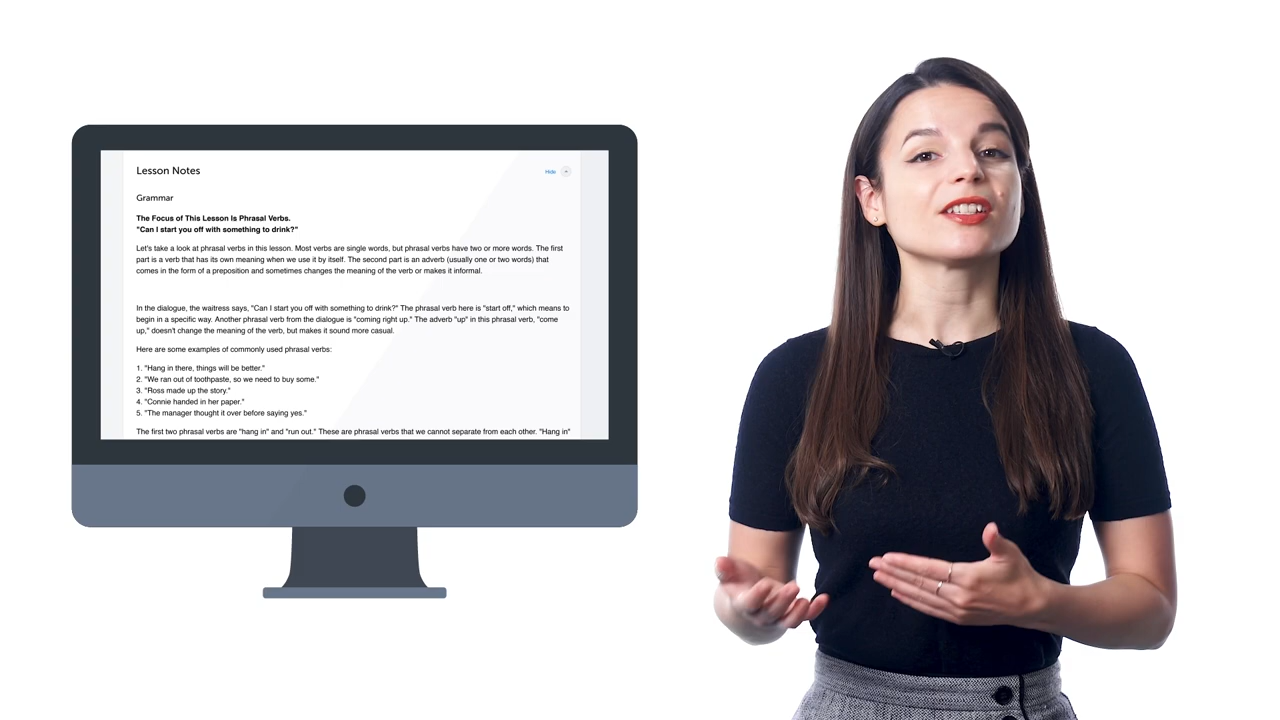 Lesson Notes
Hide
Grammar
The Focus of This Lesson Is Phrasal Verbs.
"Can I start you off with something to drink?"
Let's take a look at phrasal verbs in this lesson. Most verbs are single words, but phrasal verbs have two or more words. The first
part is a verb that has its own meaning when we use it by itself. The second part is an adverb (usually one or two words) that
comes in the form of a preposition and sometimes changes the meaning of the verb or makes it informal.
In the dialogue, the waitress says, "Can I start you off with something to drink?" The phrasal verb here is "start off," which means to
begin in a specific way. Another phrasal verb from the dialogue is "coming right up." The adverb "up" in this phrasal verb, "come
up," doesn't change the meaning of the verb, but makes it sound more casual.
Here are some examples of commonly used phrasal verbs:
1. "Hang in there, things will be better."
2. "We ran out of toothpaste, so we need to buy some."
3. "Ross made up the story."
4. "Connie handed in her paper."
5. "The manager thought it over before saying yes."
The first two phrasal verbs are "hang in" and "run out." These are phrasal verbs that we cannot separate from each other. "Hang in"